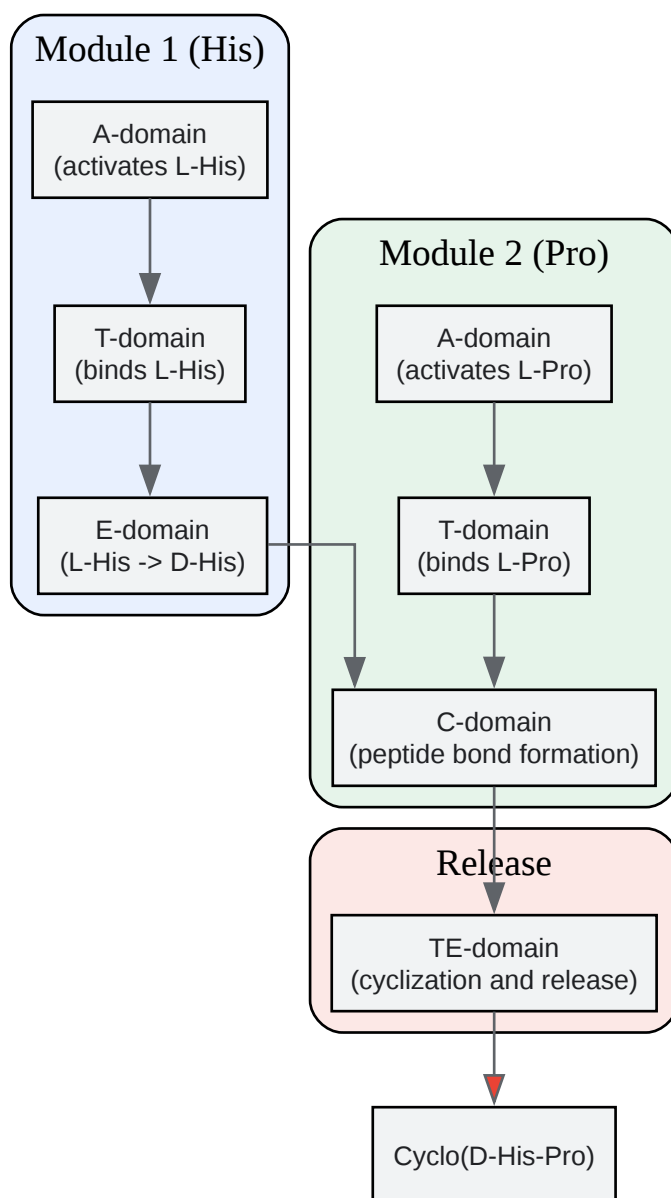 Module 1 (His)
A-domain
(activates L-His)
T-domain
(binds L-His)
E-domain
(L-His -> D-His)
Module 2 (Pro)
A-domain
(activates L-Pro)
T-domain
(binds L-Pro)
C-domain
(peptide bond formation)
Release
TE-domain
(cyclization and release)
Cyclo(D-His-Pro)